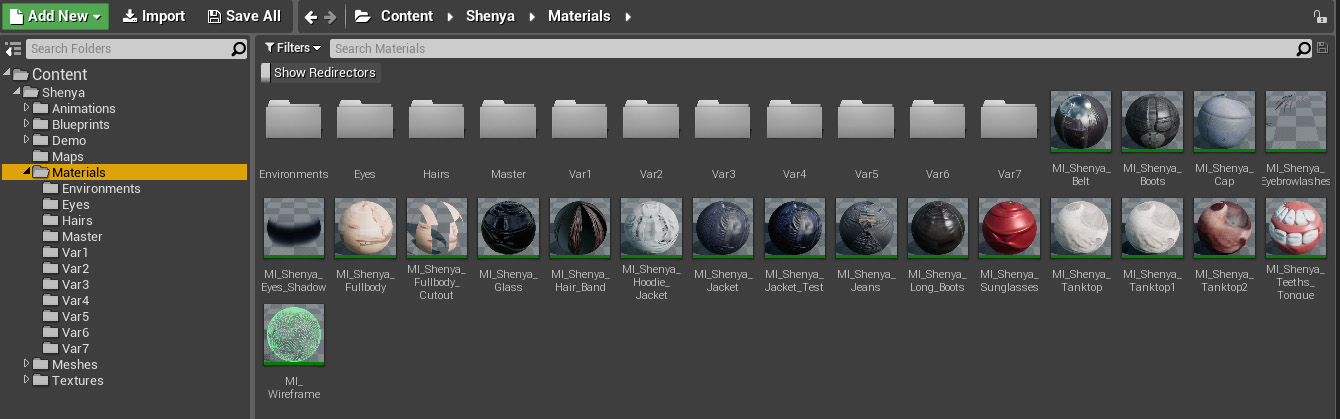 Add New Import Save All Content Shenya Materials
Search Folders
Filters Search Materials
Show Redirectors
Content
Shenya
Animations
Blueprints
Demo
Maps
Materials
Environments
Eyes
Hairs
Master
Var1
Var2
Var3
Var4
Var5
Var6
Var7
Meshes
Textures
Environments Eyes Hairs Master Var1 Var2 Var3 Var4 Var5 Var6 Var7
MI_Shenya_
Belt
MI_Shenya_
Boots
MI_Shenya_
Cap
MI_Shenya_
Eyebrowlashes
MI_Shenya_
Eyes_Shadow
MI_Shenya_
Fullbody
MI_Shenya_
Fullbody_
Cutout
MI_Shenya_
Glass
MI_Shenya_
Hair_Band
MI_Shenya_
Hoodie_
Jacket
MI_Shenya_
Jacket
MI_Shenya_
Jacket_Test
MI_Shenya_
Jeans
MI_Shenya_
Long_Boots
MI_Shenya_
Sunglasses
MI_Shenya_
Tanktop
MI_Shenya_
Tanktop1
MI_Shenya_
Tanktop2
MI_Shenya_
Teeths_
Tongue
MI_
Wireframe